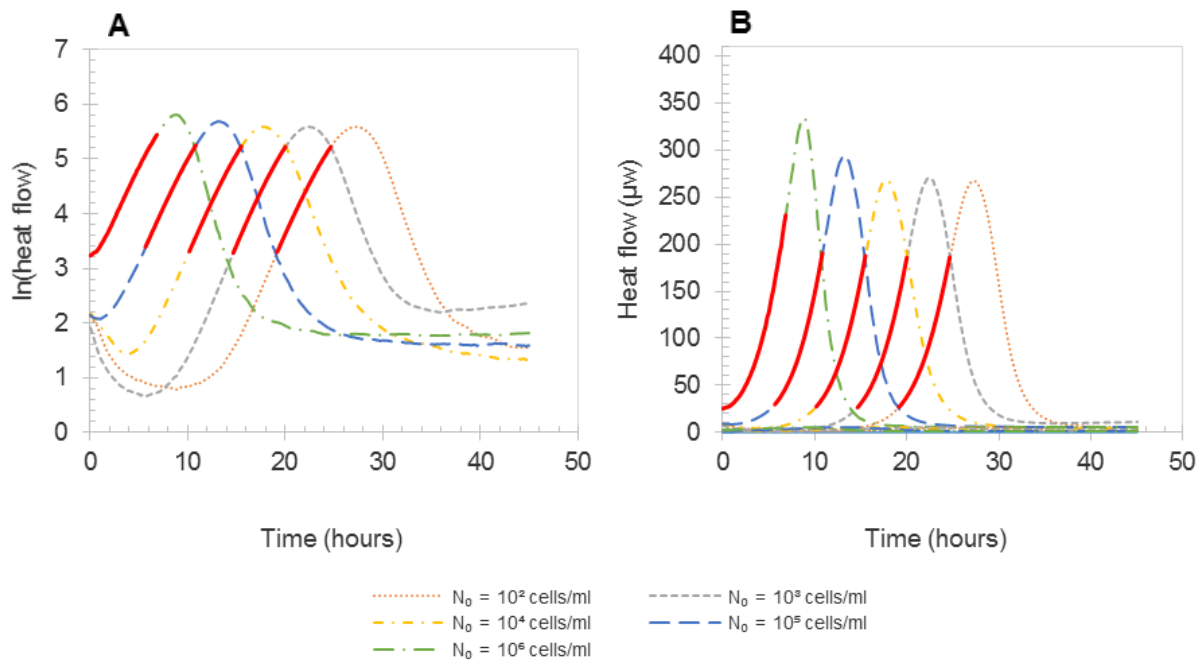 A
B
7
6
5
4
3
2
1
0
ln(heat flow)
0 10 20 30 40 50
Time (hours)
400
350
300
250
200
150
100
50
0
Heat flow (µw)
0 10 20 30 40 50
Time (hours)
N₀ = 10² cells/ml
N₀ = 10³ cells/ml
N₀ = 10⁴ cells/ml
N₀ = 10⁵ cells/ml
N₀ = 10⁶ cells/ml